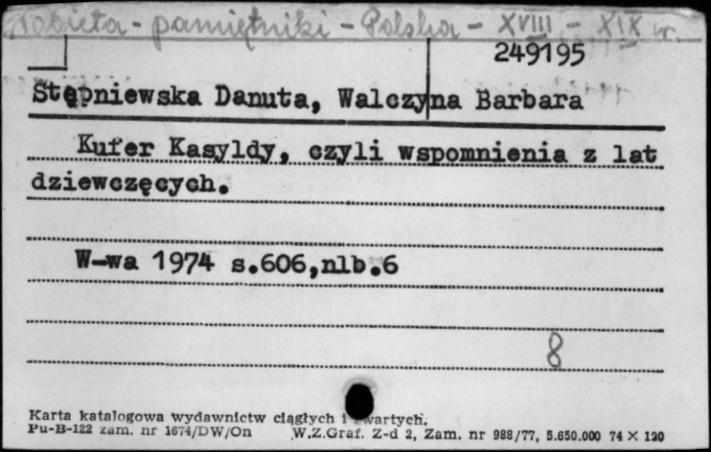 Kobieta - pamiętniki - Polska - XVIII - XIX w.
249195
Stępniewska Danuta, Walczyna Barbara
Kufer Kasyldy, czyli wspomnienia z lat
dziewczęcych.
W-wa 1974 s.606,nlb.6
8
Karta katalogowa wydawnictw ciągłych i zwartych.
Pu-B-122 zam. nr 1674/DW/On W.Z.Graf. Z-d 2, Zam. nr 988/77, 5.650.000 74 X 120